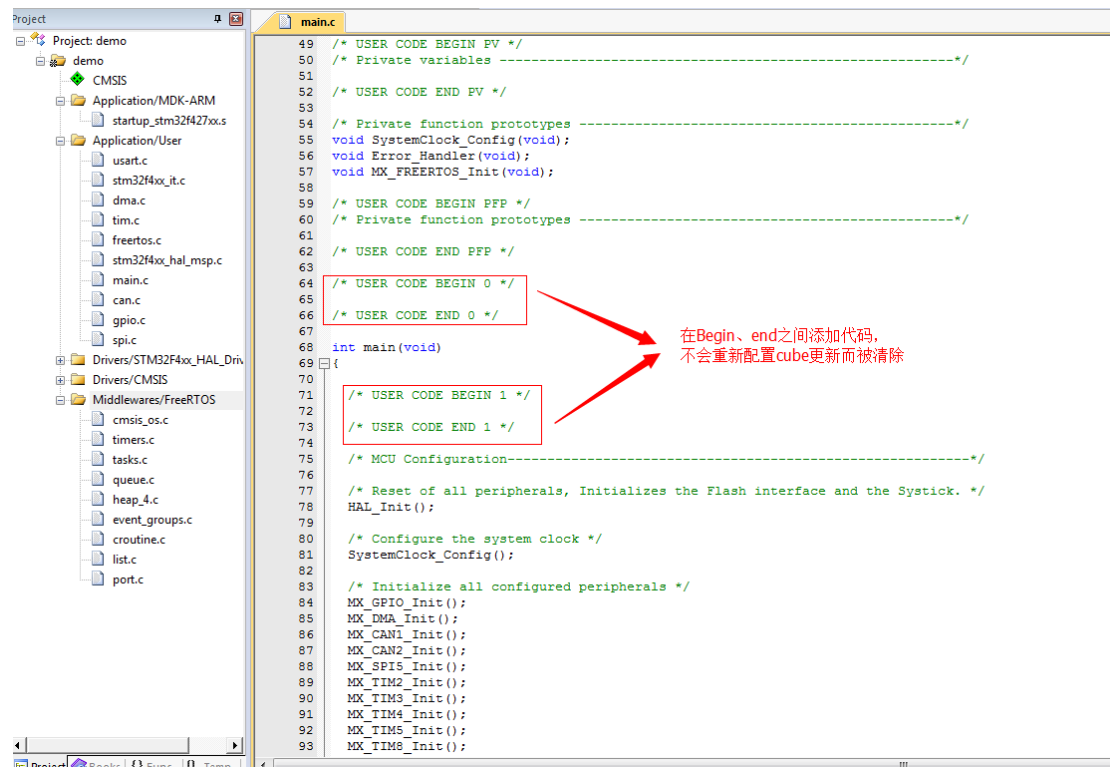 Project
Project: demo
demo
CMSIS
Application/MDK-ARM
startup_stm32f427xx.s
Application/User
usart.c
stm32f4xx_it.c
dma.c
tim.c
freertos.c
stm32f4xx_hal_msp.c
main.c
can.c
gpio.c
spi.c
Drivers/STM32F4xx_HAL_Driv
Drivers/CMSIS
Middlewares/FreeRTOS
cmsis_os.c
timers.c
tasks.c
queue.c
heap_4.c
event_groups.c
croutine.c
list.c
port.c
Project
Books
{} Func
Temp
main.c
49 /* USER CODE BEGIN PV */
50 /* Private variables ---------------------------------------------------------*/
51
52 /* USER CODE END PV */
53
54 /* Private function prototypes -----------------------------------------------*/
55 void SystemClock_Config(void);
56 void Error_Handler(void);
57 void MX_FREERTOS_Init(void);
58
59 /* USER CODE BEGIN PFP */
60 /* Private function prototypes -----------------------------------------------*/
61
62 /* USER CODE END PFP */
63
64 /* USER CODE BEGIN 0 */
65
66 /* USER CODE END 0 */
67
68 int main(void)
69 {
70
71 /* USER CODE BEGIN 1 */
72
73 /* USER CODE END 1 */
74
75 /* MCU Configuration----------------------------------------------------------*/
76
77 /* Reset of all peripherals, Initializes the Flash interface and the Systick. */
78 HAL_Init();
79
80 /* Configure the system clock */
81 SystemClock_Config();
82
83 /* Initialize all configured peripherals */
84 MX_GPIO_Init();
85 MX_DMA_Init();
86 MX_CAN1_Init();
87 MX_CAN2_Init();
88 MX_SPI5_Init();
89 MX_TIM2_Init();
90 MX_TIM3_Init();
91 MX_TIM4_Init();
92 MX_TIM5_Init();
93 MX_TIM8_Init();
在Begin、end之间添加代码，
不会重新配置cube更新而被清除